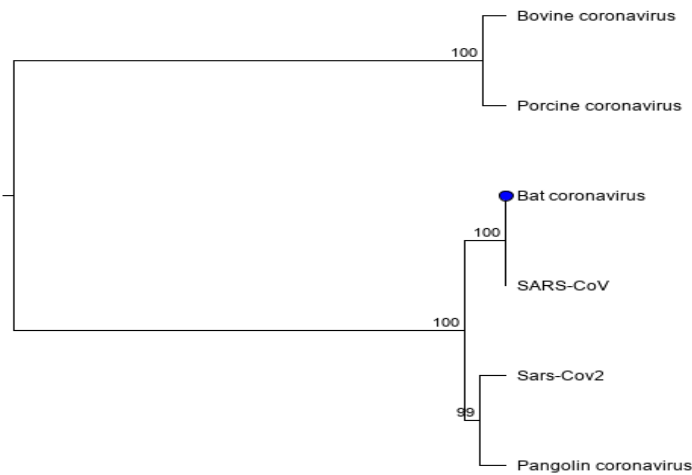 Bovine coronavirus
100
Porcine coronavirus
Bat coronavirus
100
SARS-CoV
100
Sars-Cov2
99
Pangolin coronavirus